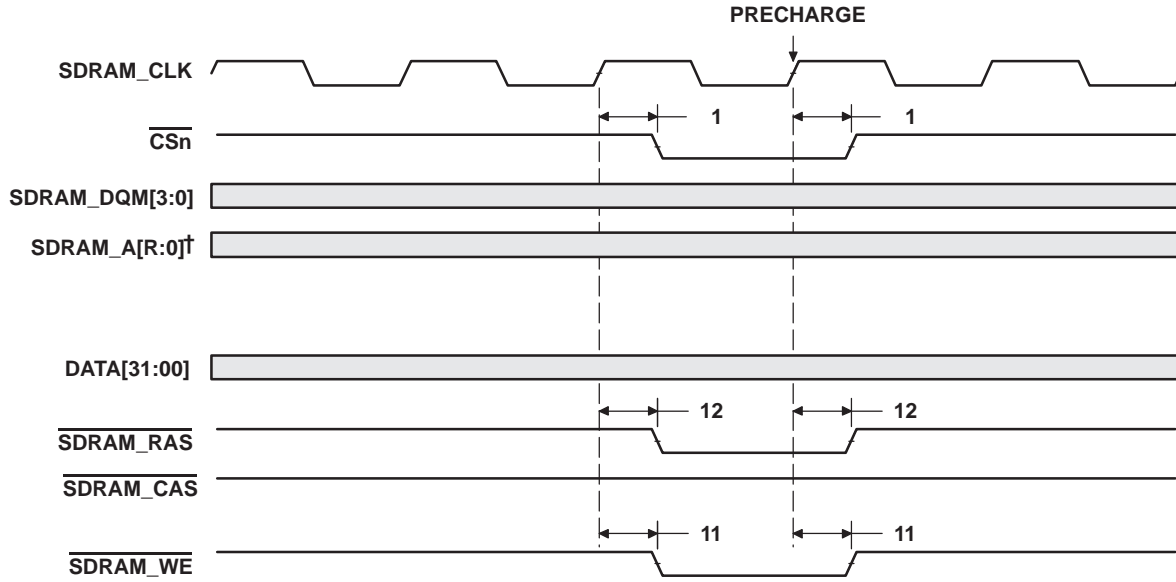 PRECHARGE
SDRAM_CLK
1 1
CSn
SDRAM_DQM[3:0]
SDRAM_A[R:0]†
DATA[31:00]
12 12
SDRAM_RAS
SDRAM_CAS
11 11
SDRAM_WE